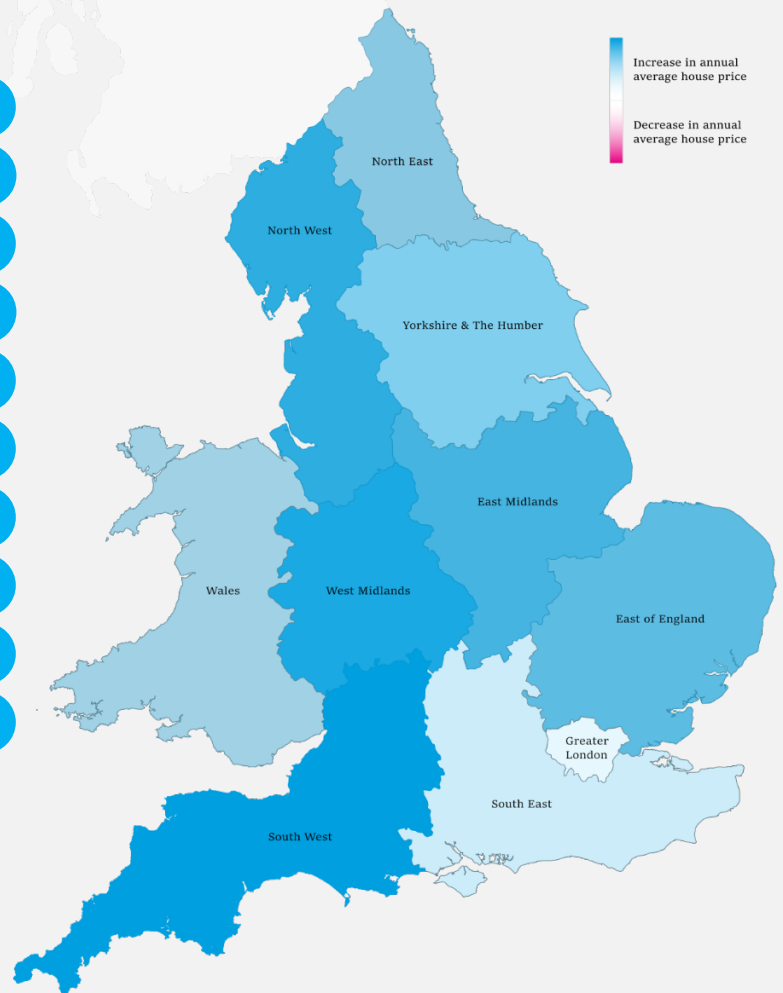 Increase in annual
average house price
Decrease in annual
average house price
North East
North West
Yorkshire & The Humber
East Midlands
Wales
West Midlands
East of England
Greater
London
South East
South West